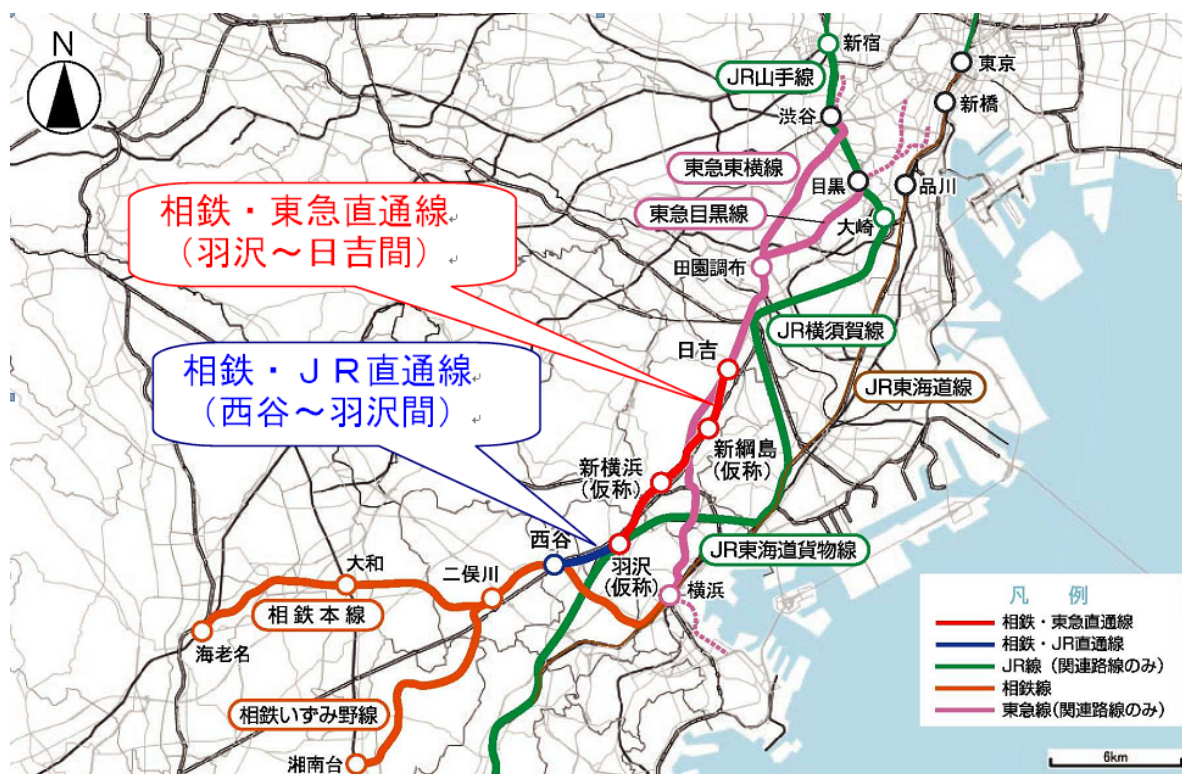 N
新宿
東京
JR山手線
新橋
渋谷
東急東横線
目黒
品川
相鉄・東急直通線
（羽沢～日吉間）
東急目黒線
大崎
田園調布
JR横須賀線
日吉
相鉄・ＪＲ直通線
（西谷～羽沢間）
JR東海道線
新綱島
（仮称）
新横浜
（仮称）
西谷
羽沢
（仮称）
JR東海道貨物線
大和
二俣川
横浜
相鉄本線
海老名
相鉄いずみ野線
湘南台
凡　例
相鉄・東急直通線
相鉄・JR直通線
JR線（関連路線のみ）
相鉄線
東急線（関連路線のみ）
6km